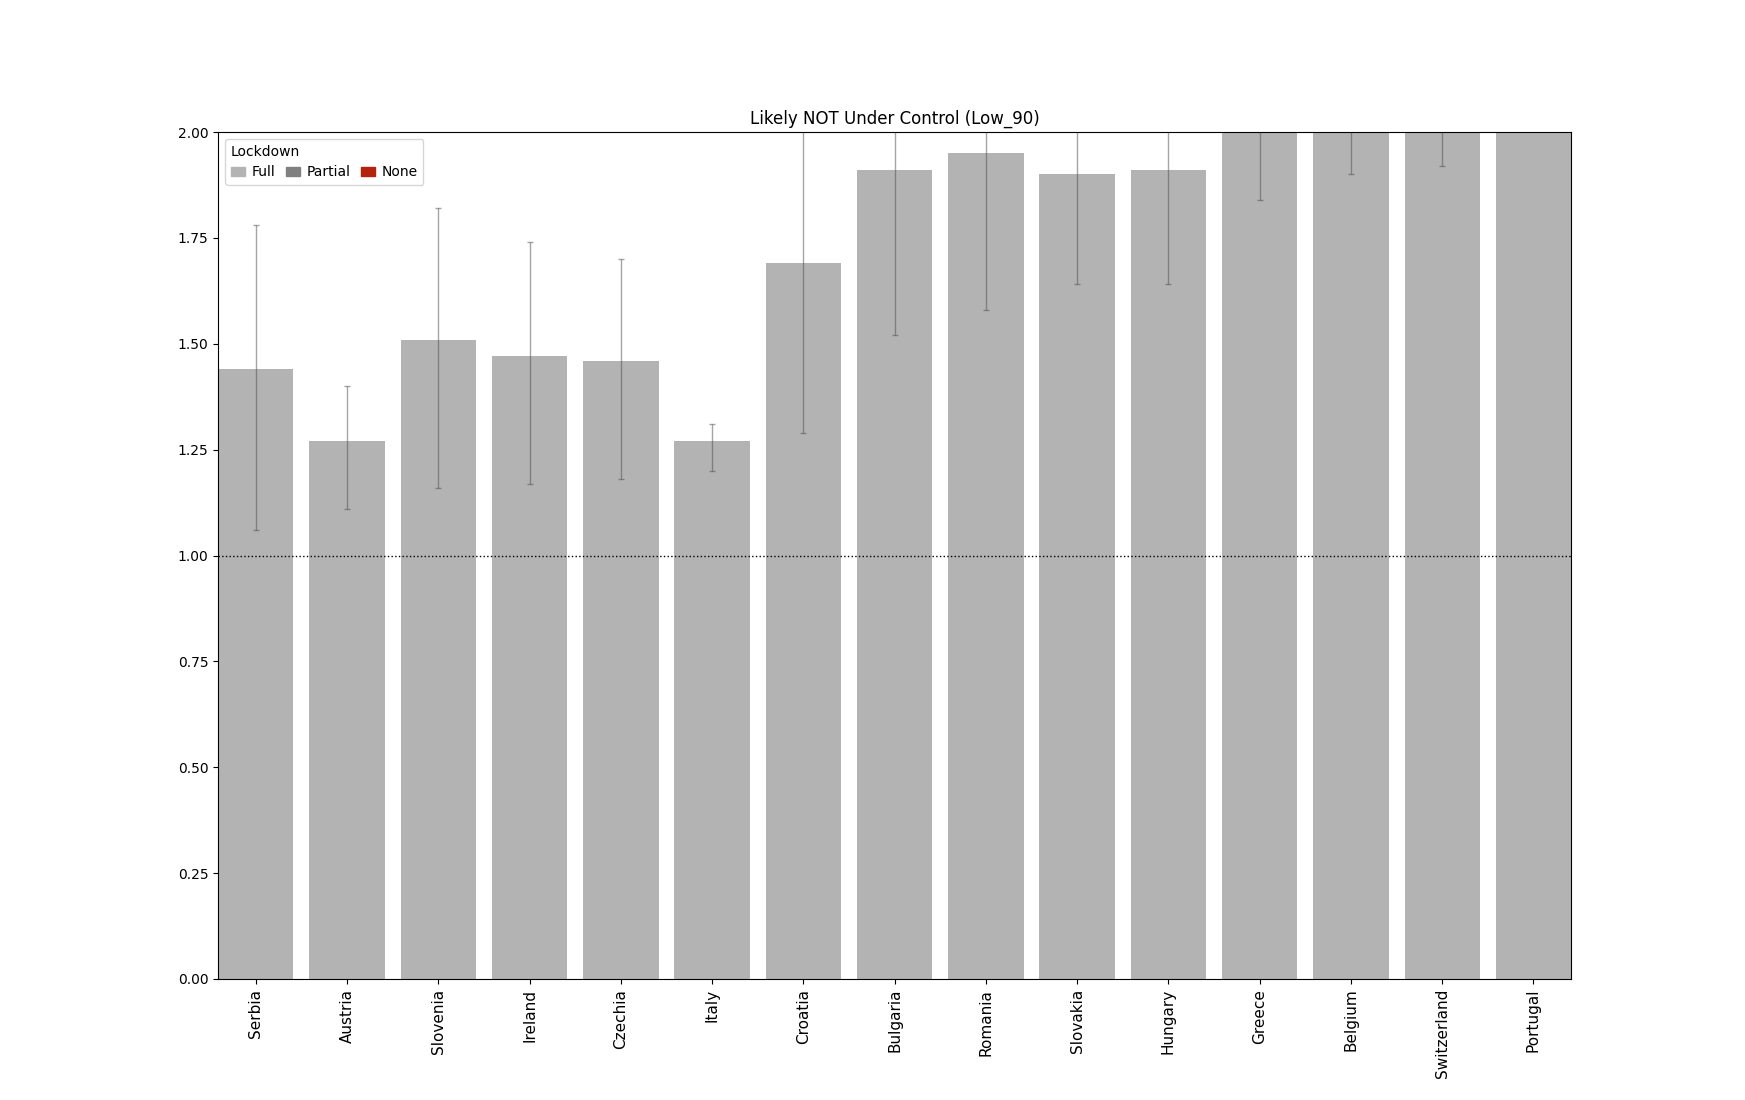 Likely NOT Under Control (Low_90)
Lockdown
Full Partial None
2.00
1.75
1.50
1.25
1.00
0.75
0.50
0.25
0.00
Serbia
Austria
Slovenia
Ireland
Czechia
Italy
Croatia
Bulgaria
Romania
Slovakia
Hungary
Greece
Belgium
Switzerland
Portugal